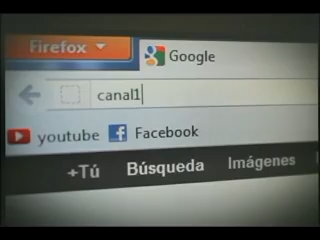 Firefox
Google
canal1
youtube Facebook
+Tú Búsqueda Imágenes